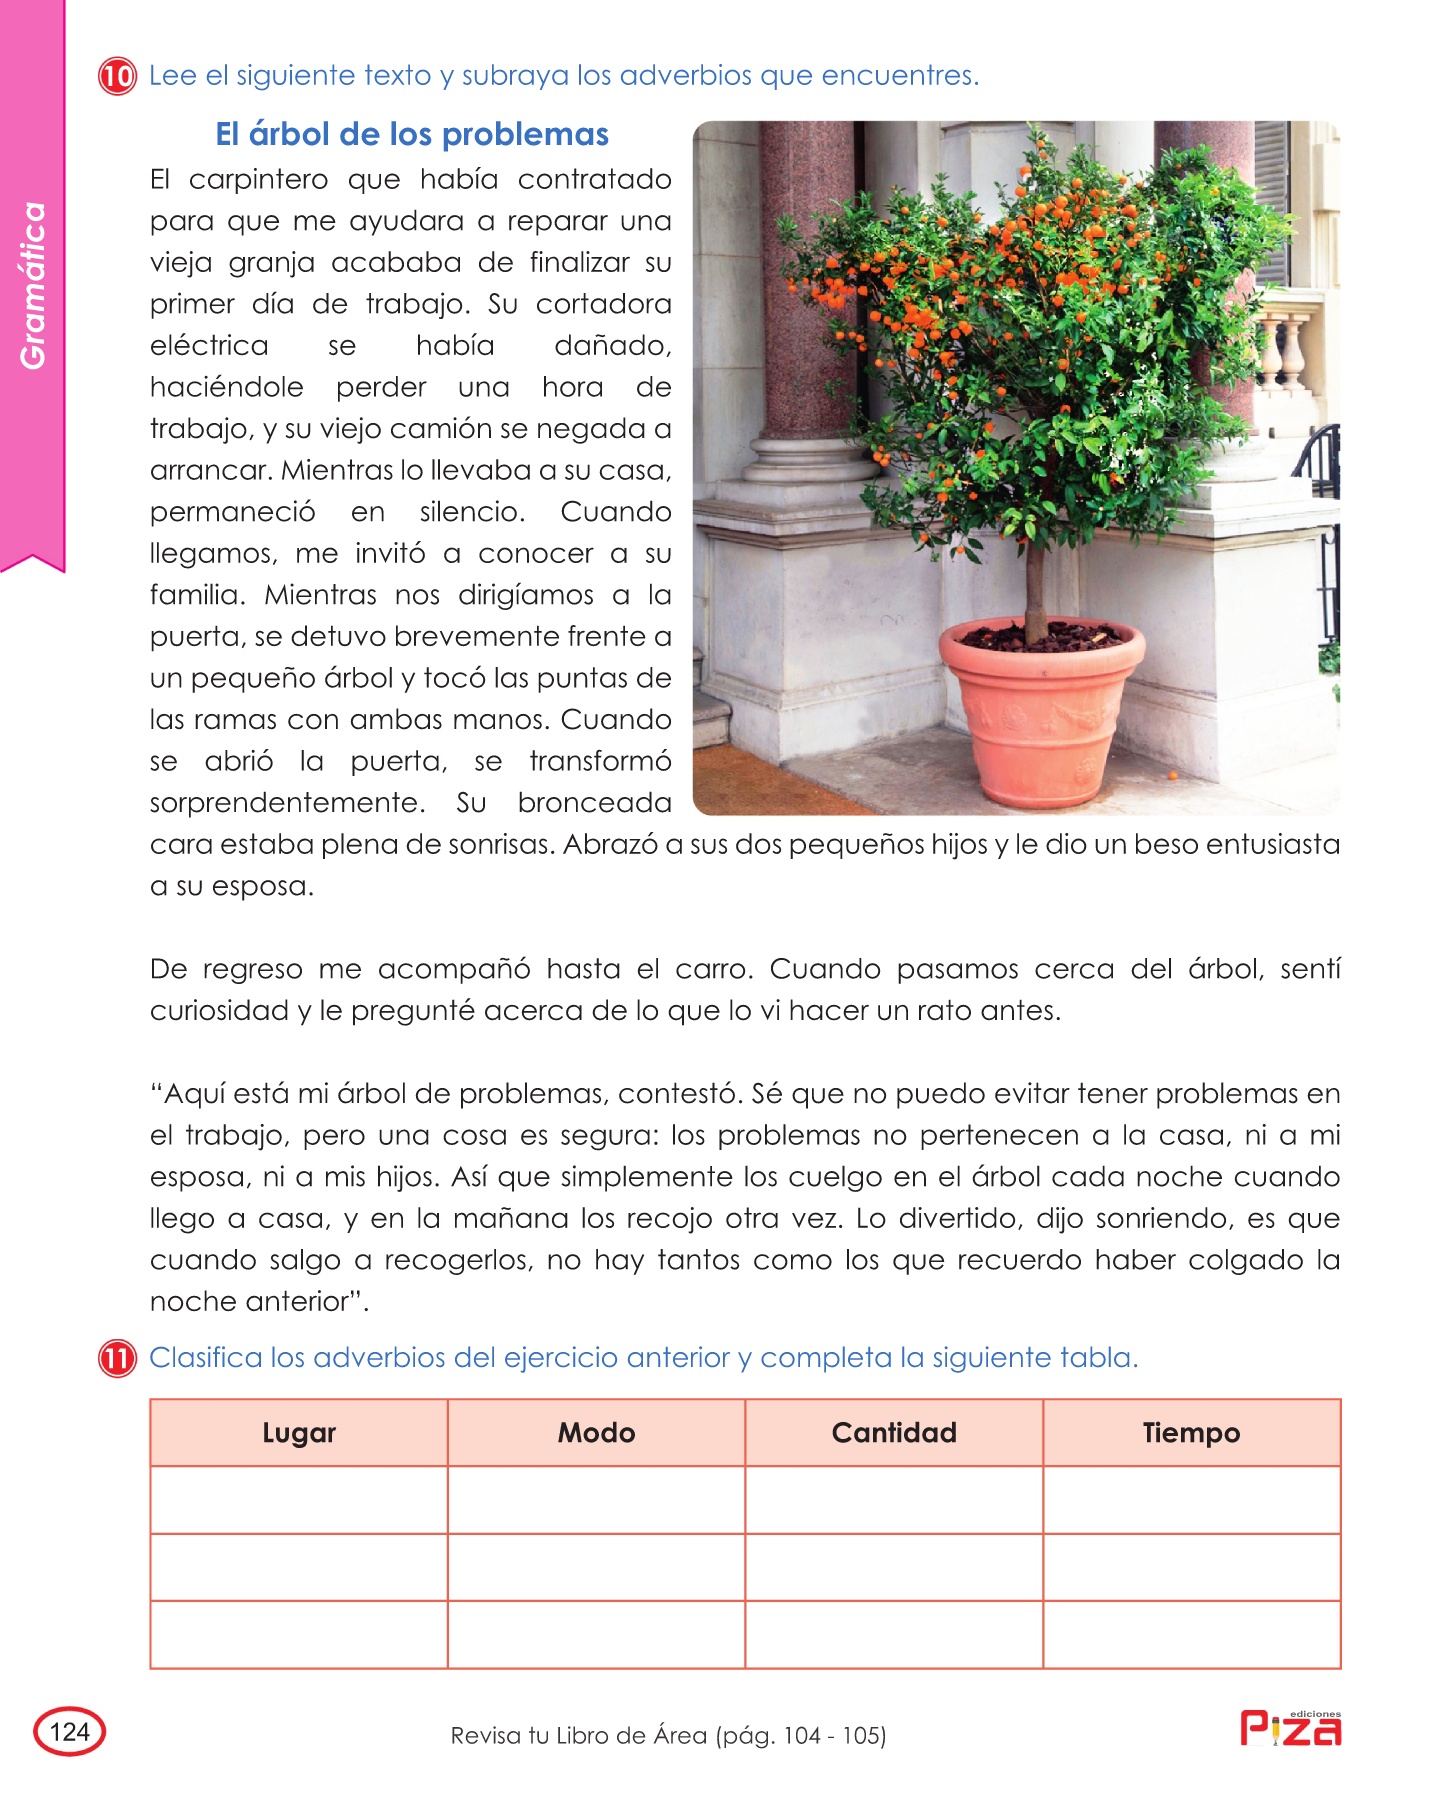 Gramática
10 Lee el siguiente texto y subraya los adverbios que encuentres.
El árbol de los problemas
El carpintero que había contratado
para que me ayudara a reparar una
vieja granja acababa de finalizar su
primer día de trabajo. Su cortadora
eléctrica se había dañado,
haciéndole perder una hora de
trabajo, y su viejo camión se negada a
arrancar. Mientras lo llevaba a su casa,
permaneció en silencio. Cuando
llegamos, me invitó a conocer a su
familia. Mientras nos dirigíamos a la
puerta, se detuvo brevemente frente a
un pequeño árbol y tocó las puntas de
las ramas con ambas manos. Cuando
se abrió la puerta, se transformó
sorprendentemente. Su bronceada
cara estaba plena de sonrisas. Abrazó a sus dos pequeños hijos y le dio un beso entusiasta
a su esposa.
De regreso me acompañó hasta el carro. Cuando pasamos cerca del árbol, sentí
curiosidad y le pregunté acerca de lo que lo vi hacer un rato antes.
“Aquí está mi árbol de problemas, contestó. Sé que no puedo evitar tener problemas en
el trabajo, pero una cosa es segura: los problemas no pertenecen a la casa, ni a mi
esposa, ni a mis hijos. Así que simplemente los cuelgo en el árbol cada noche cuando
llego a casa, y en la mañana los recojo otra vez. Lo divertido, dijo sonriendo, es que
cuando salgo a recogerlos, no hay tantos como los que recuerdo haber colgado la
noche anterior”.
11 Clasifica los adverbios del ejercicio anterior y completa la siguiente tabla.
Lugar Modo Cantidad Tiempo
124
Revisa tu Libro de Área (pág. 104 - 105)
ediciones
Piza